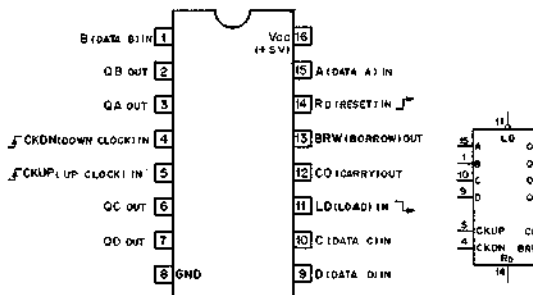 B (DATA B) IN 1
QB OUT 2
QA OUT 3
CKDN (DOWN CLOCK) IN 4
CKUP (UP CLOCK) IN 5
QC OUT 6
QD OUT 7
8 GND
VCC 16
(+5V)
15 A (DATA A) IN
14 RD (RESET) IN
13 BRW (BORROW) OUT
12 CO (CARRY) OUT
11 LD (LOAD) IN
10 C (DATA C) IN
9 D (DATA D) IN
11
LD
15 A
1 B
10 C
9 D
5 CKUP
4 CKDN
RD
14